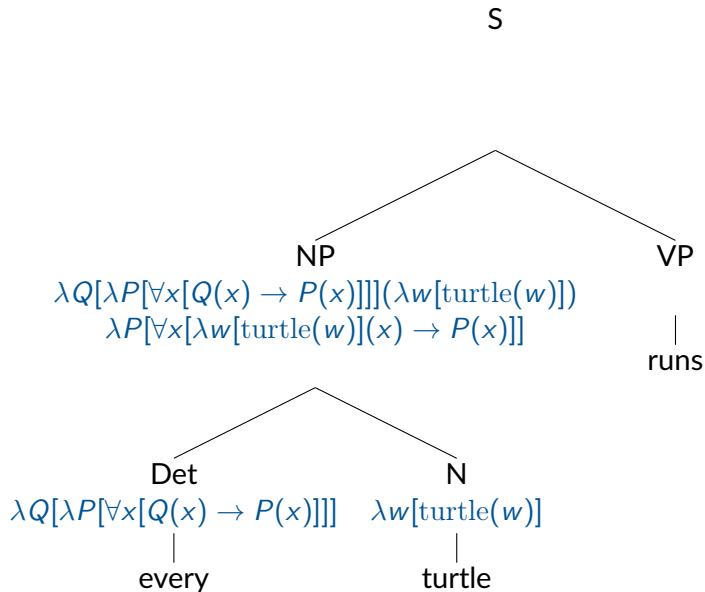 S
NP VP
λQ[λP[∀x[Q(x) → P(x)]]](λw[turtle(w)])
λP[∀x[λw[turtle(w)](x) → P(x)]]
runs
Det N
λQ[λP[∀x[Q(x) → P(x)]]] λw[turtle(w)]
every turtle